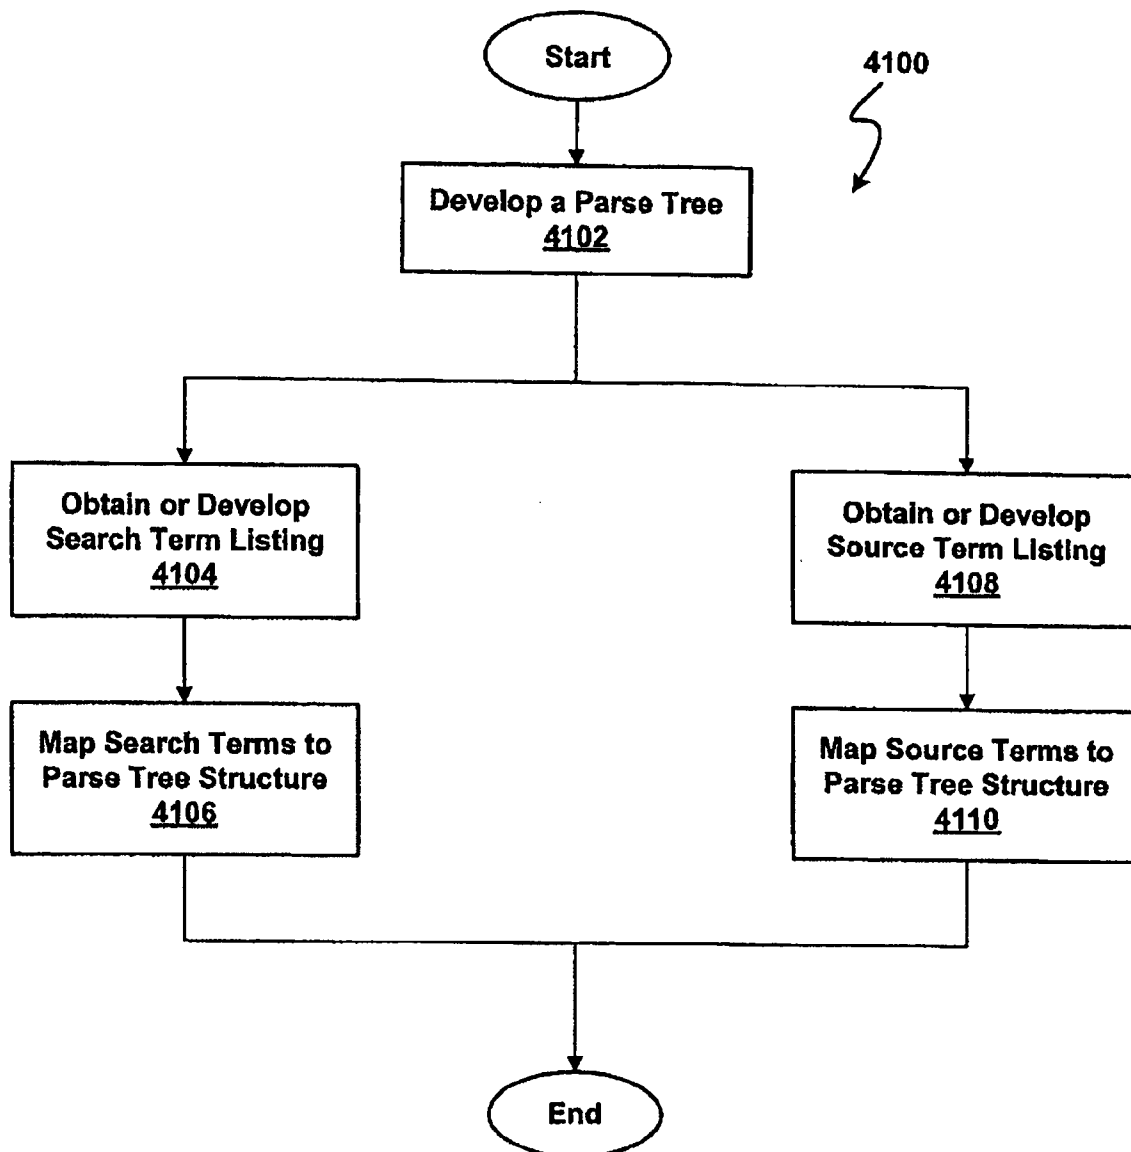 Start
4100
Develop a Parse Tree
4102
Obtain or Develop
Search Term Listing
4104
Obtain or Develop
Source Term Listing
4108
Map Search Terms to
Parse Tree Structure
4106
Map Source Terms to
Parse Tree Structure
4110
End